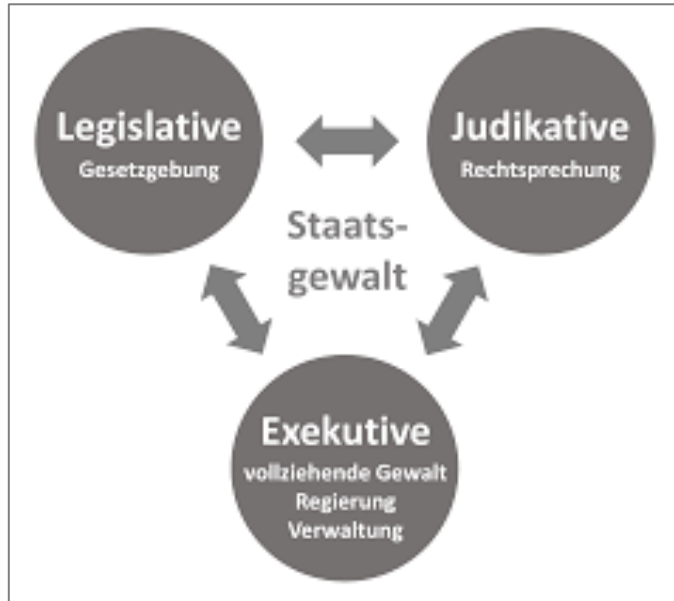 Legislative
Gesetzgebung
Judikative
Rechtsprechung
Staats-
gewalt
Exekutive
vollziehende Gewalt
Regierung
Verwaltung